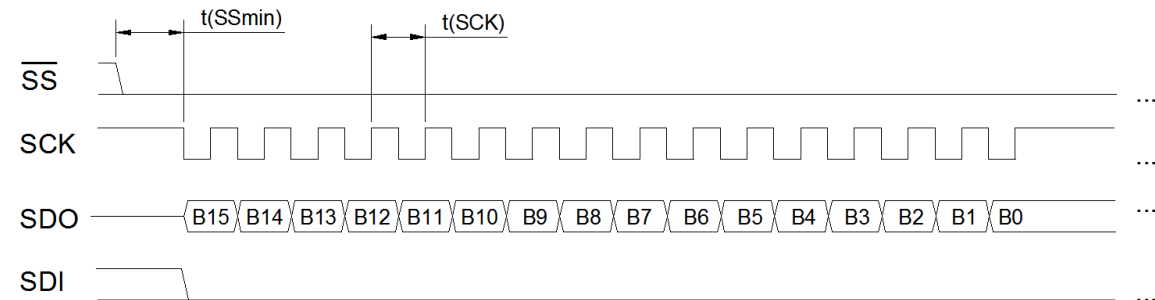 t(SSmin) t(SCK)
SS ...
SCK ...
SDO B15 B14 B13 B12 B11 B10 B9 B8 B7 B6 B5 B4 B3 B2 B1 B0 ...
SDI ...